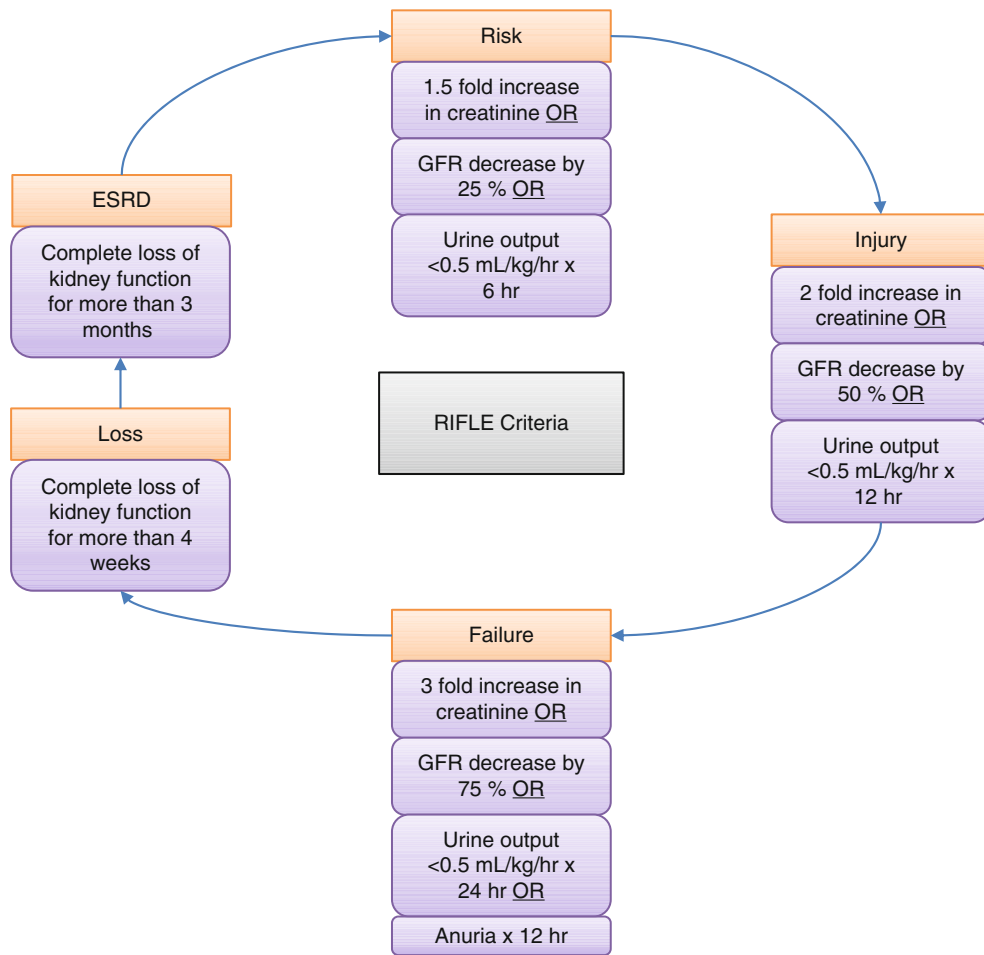 Risk
1.5 fold increase
in creatinine OR
GFR decrease by
25 % OR
Urine output
<0.5 mL/kg/hr x
6 hr
Injury
2 fold increase in
creatinine OR
GFR decrease by
50 % OR
Urine output
<0.5 mL/kg/hr x
12 hr
Failure
3 fold increase in
creatinine OR
GFR decrease by
75 % OR
Urine output
<0.5 mL/kg/hr x
24 hr OR
Anuria x 12 hr
Loss
Complete loss of
kidney function
for more than 4
weeks
ESRD
Complete loss of
kidney function
for more than 3
months
RIFLE Criteria